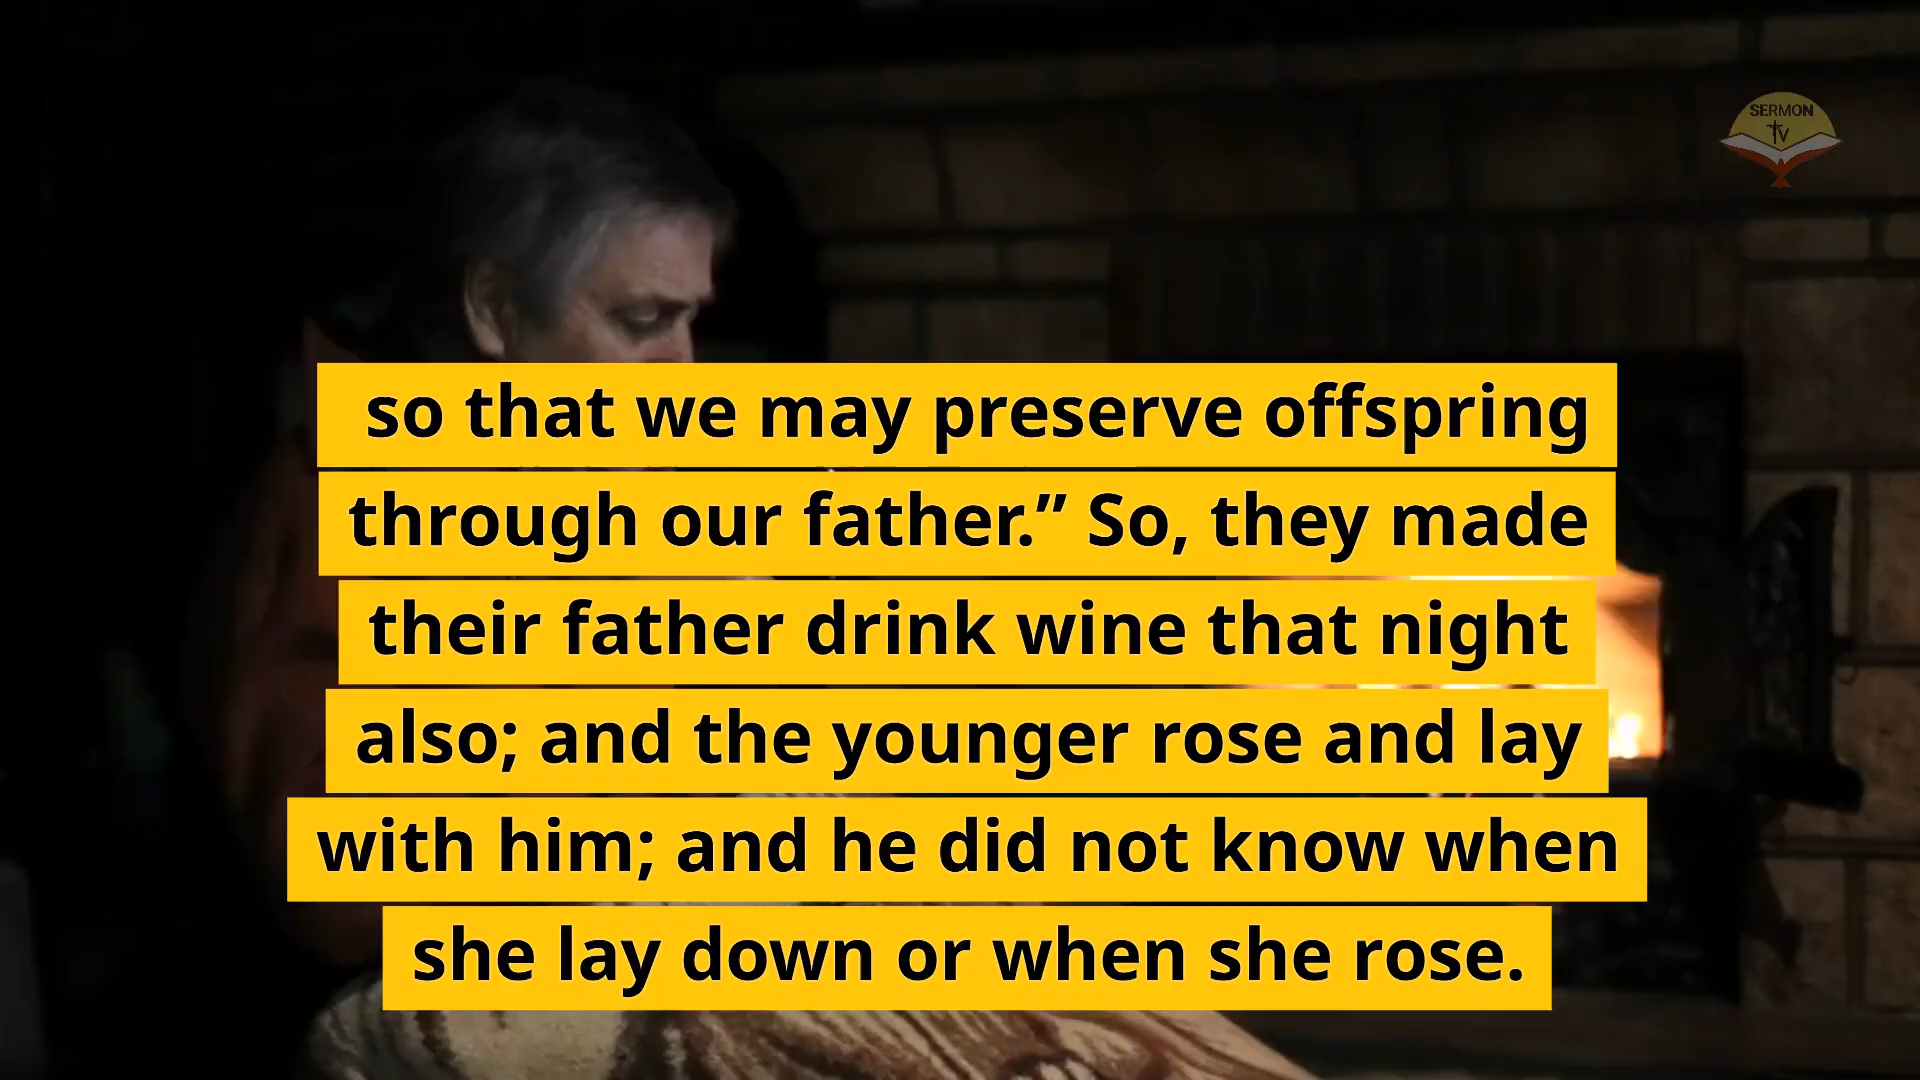 SERMON
TV
so that we may preserve offspring
through our father.” So, they made
their father drink wine that night
also; and the younger rose and lay
with him; and he did not know when
she lay down or when she rose.